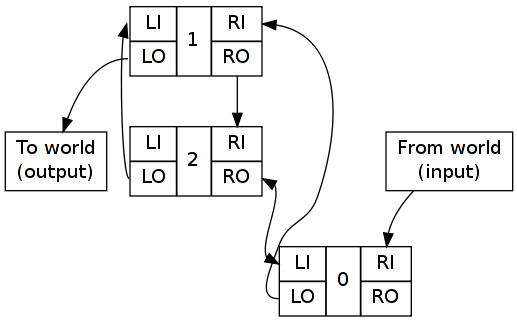 LI 1 RI
LO RO
To world
(output)
LI 2 RI
LO RO
From world
(input)
LI 0 RI
LO RO